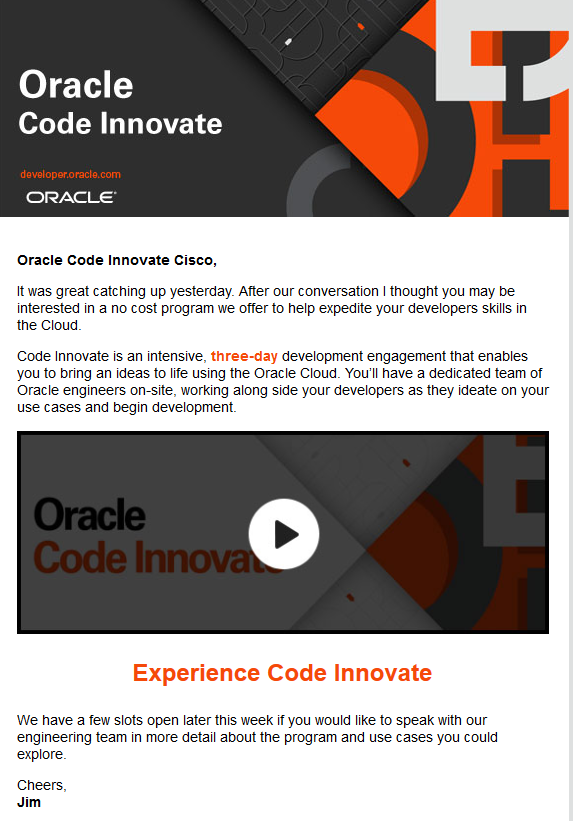 Oracle
Code Innovate
developer.oracle.com
ORACLE
Oracle Code Innovate Cisco,
It was great catching up yesterday. After our conversation I thought you may be
interested in a no cost program we offer to help expedite your developers skills in
the Cloud.
Code Innovate is an intensive, three-day development engagement that enables
you to bring an ideas to life using the Oracle Cloud. You'll have a dedicated team of
Oracle engineers on-site, working along side your developers as they ideate on your
use cases and begin development.
Oracle
Code Innovate
Experience Code Innovate
We have a few slots open later this week if you would like to speak with our
engineering team in more detail about the program and use cases you could
explore.
Cheers,
Jim